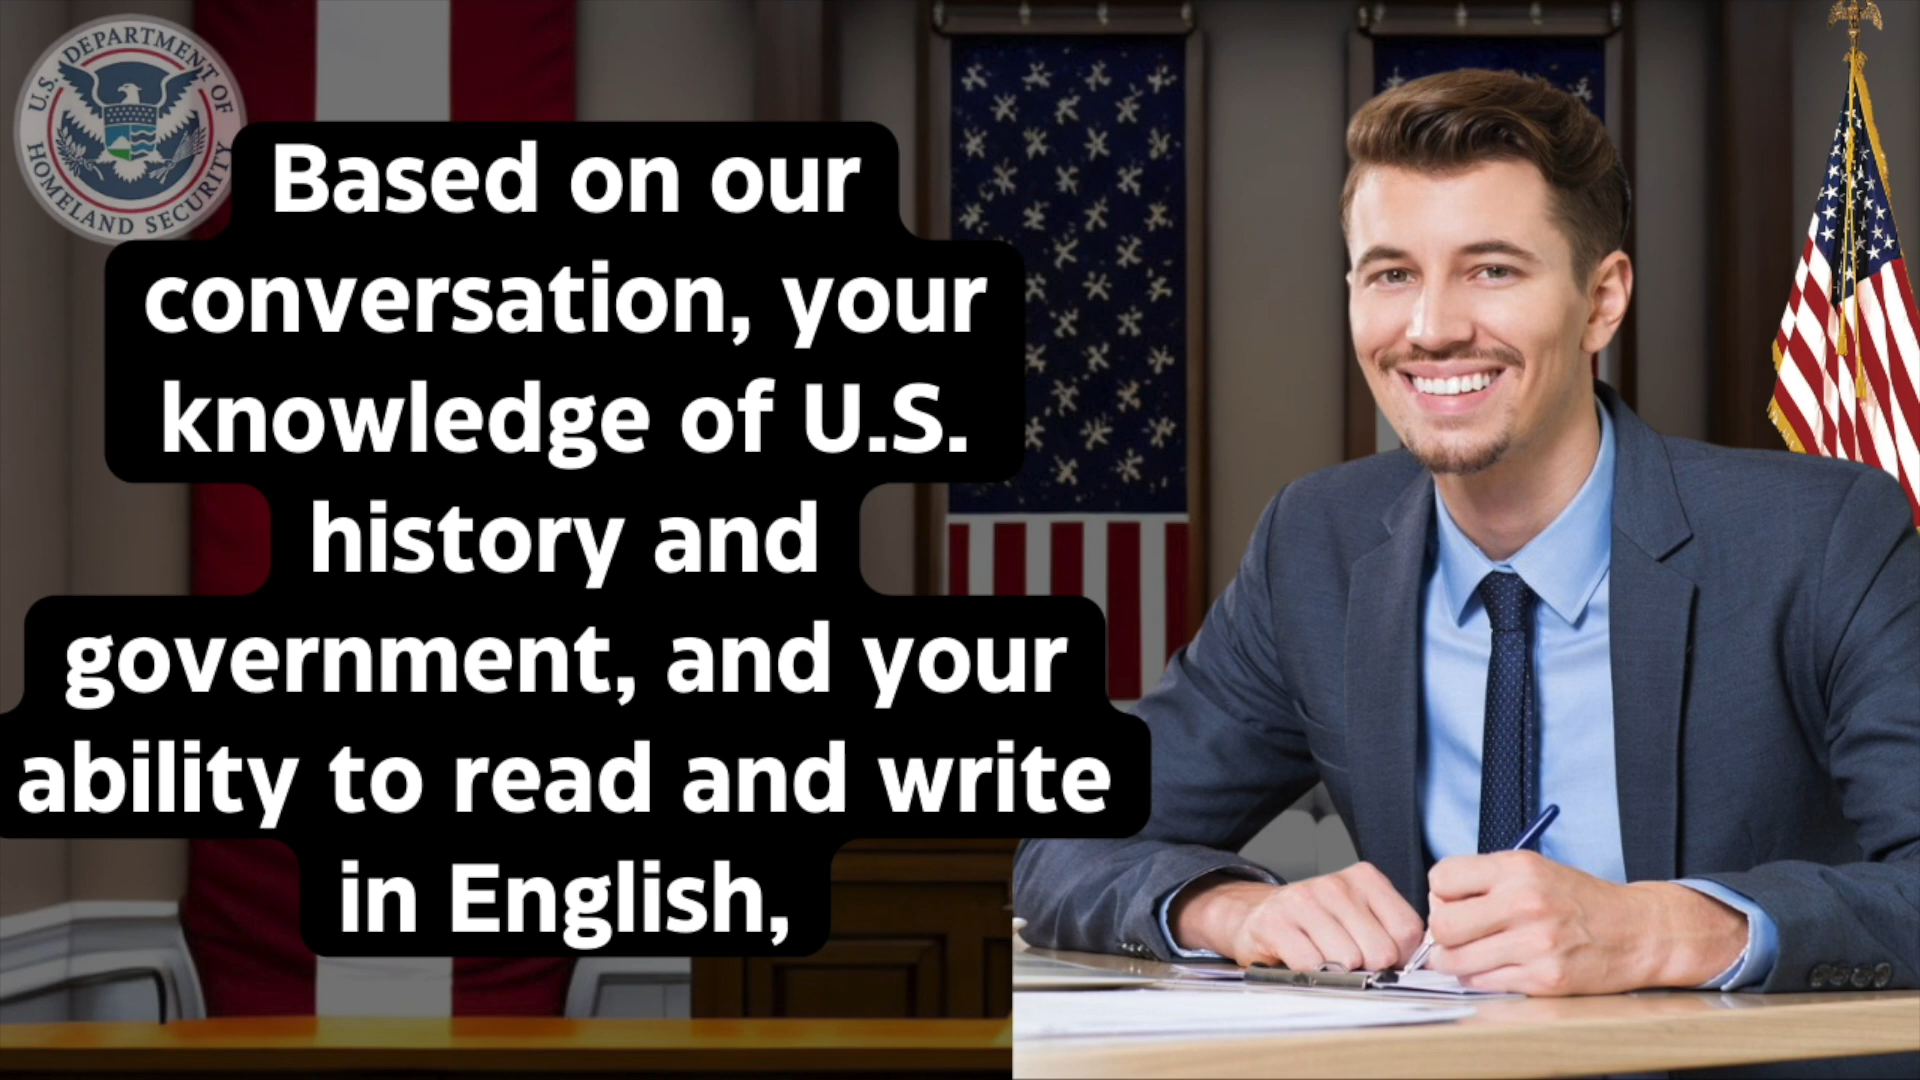 U.S. DEPARTMENT OF
HOMELAND SECURITY
Based on our
conversation, your
knowledge of U.S.
history and
government, and your
ability to read and write
in English,